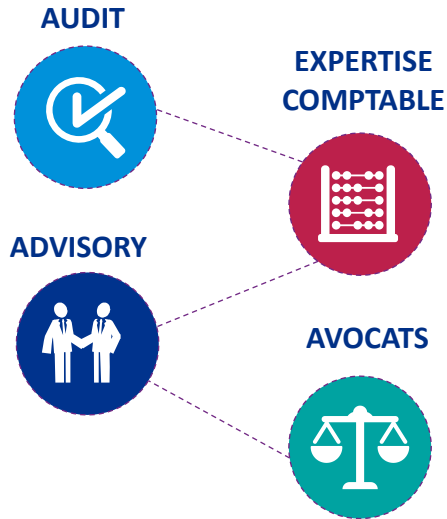 AUDIT
EXPERTISE
COMPTABLE
ADVISORY
AVOCATS